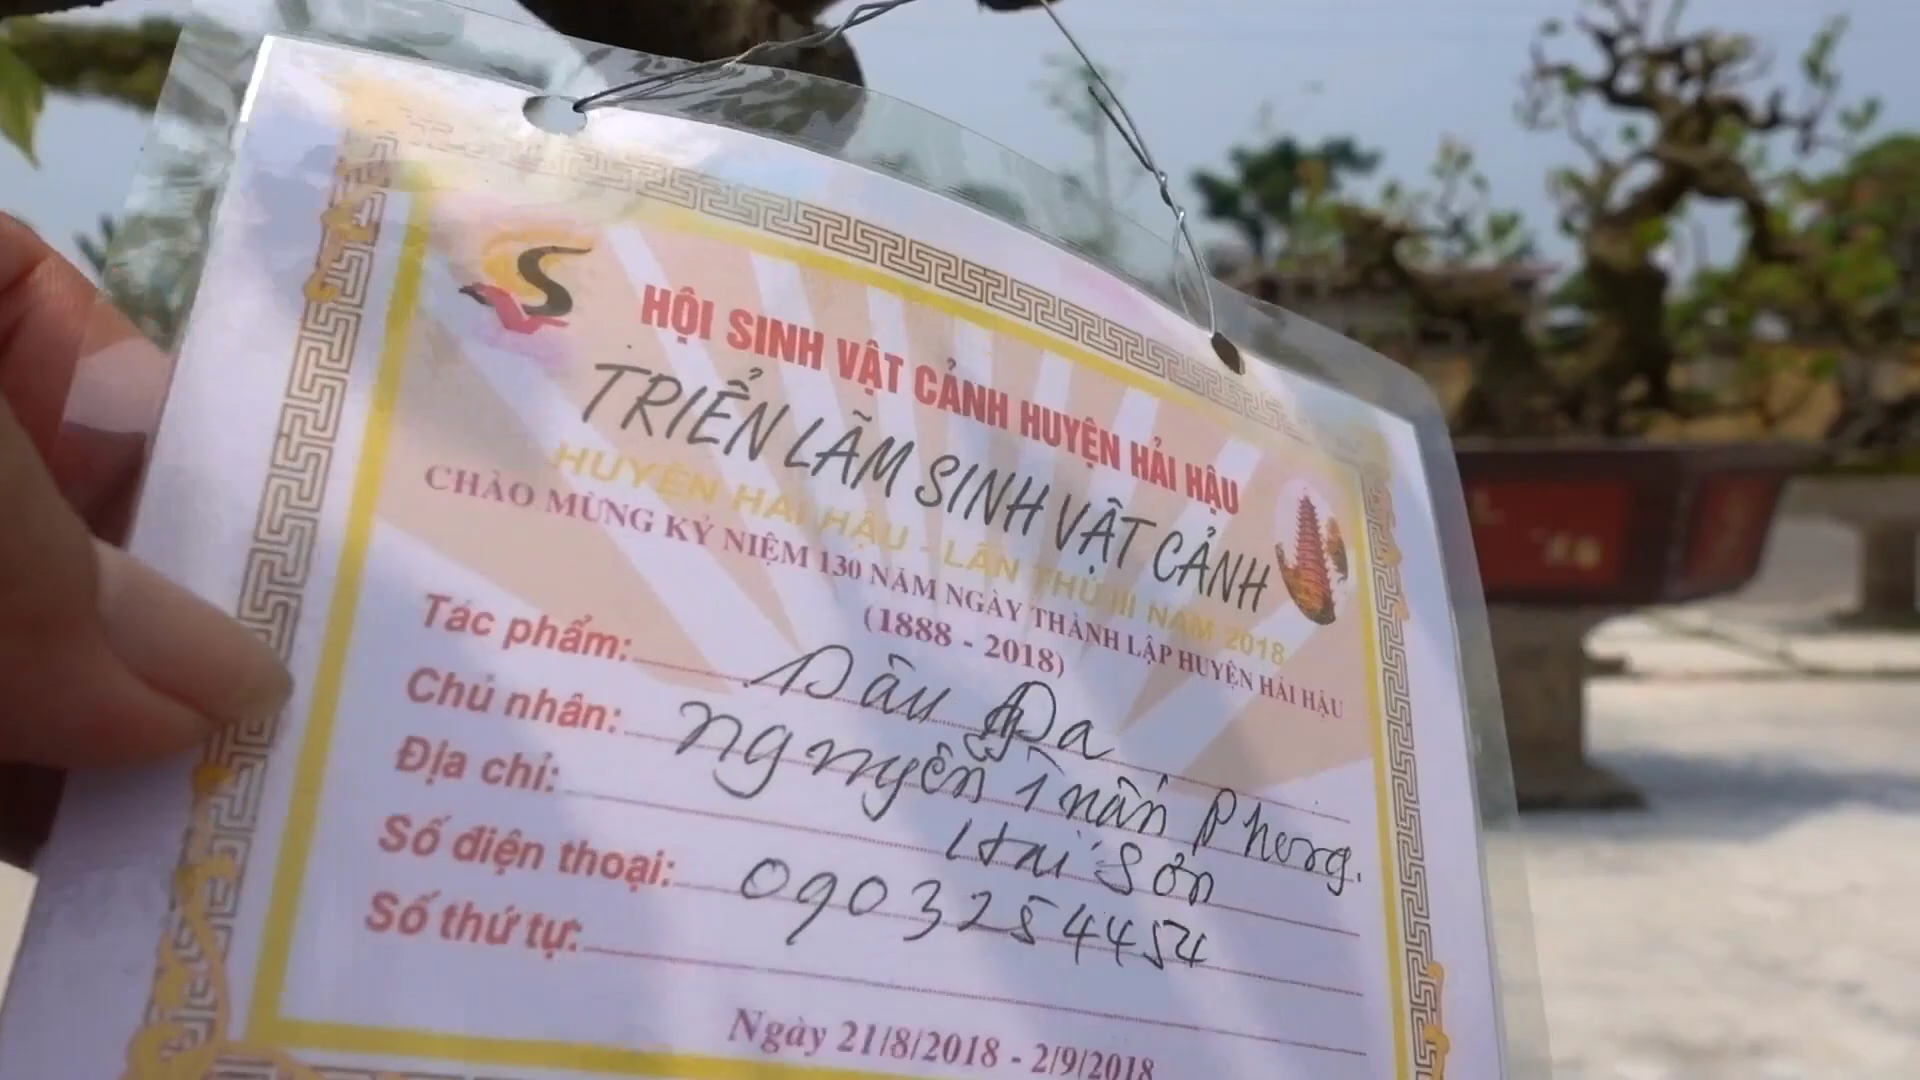 HỘI SINH VẬT CẢNH HUYỆN HẢI HẬU
TRIỂN LÃM SINH VẬT CẢNH
HUYỆN HẢI HẬU - LẦN THỨ III NĂM 2018
CHÀO MỪNG KỶ NIỆM 130 NĂM NGÀY THÀNH LẬP HUYỆN HẢI HẬU
(1888 - 2018)
Tác phẩm: Dâu Da
Chủ nhân: Nguyễn Trần Phong.
Địa chỉ: Hải Sơn
Số điện thoại: 0903254454
Số thứ tự:
Ngày 21/8/2018 - 2/9/2018